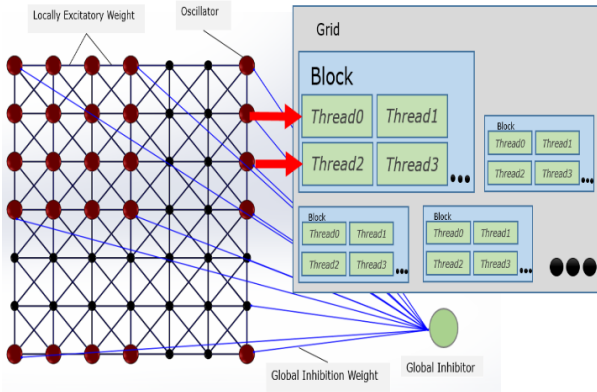 Locally Excitatory Weight
Oscillator
Grid
Block
Thread0 Thread1
Thread2 Thread3
Block
Thread0 Thread1
Thread2 Thread3
Block
Thread0 Thread1
Thread2 Thread3
Block
Thread0 Thread1
Thread2 Thread3
Global Inhibition Weight
Global Inhibitor